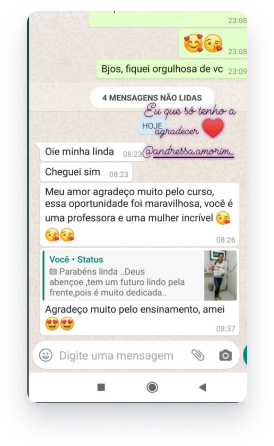 23:08
23:08
Bjos, fiquei orgulhosa de vc 23:09
4 MENSAGENS NÃO LIDAS
Eu que só tenho a
HOJE
agradecer
@andressa.amorim_
Oie minha linda 08:23
Cheguei sim 08:23
Meu amor agradeço muito pelo curso,
essa oportunidade foi maravilhosa, você é
uma professora e uma mulher incrível 😘
😘😘 08:26
Você • Status
Parabéns linda ..Deus
abençoe ,tem um futuro lindo pela
frente,pois é muito dedicada..
Agradeço muito pelo ensinamento, amei
😍😍 08:37
Digite uma mensagem